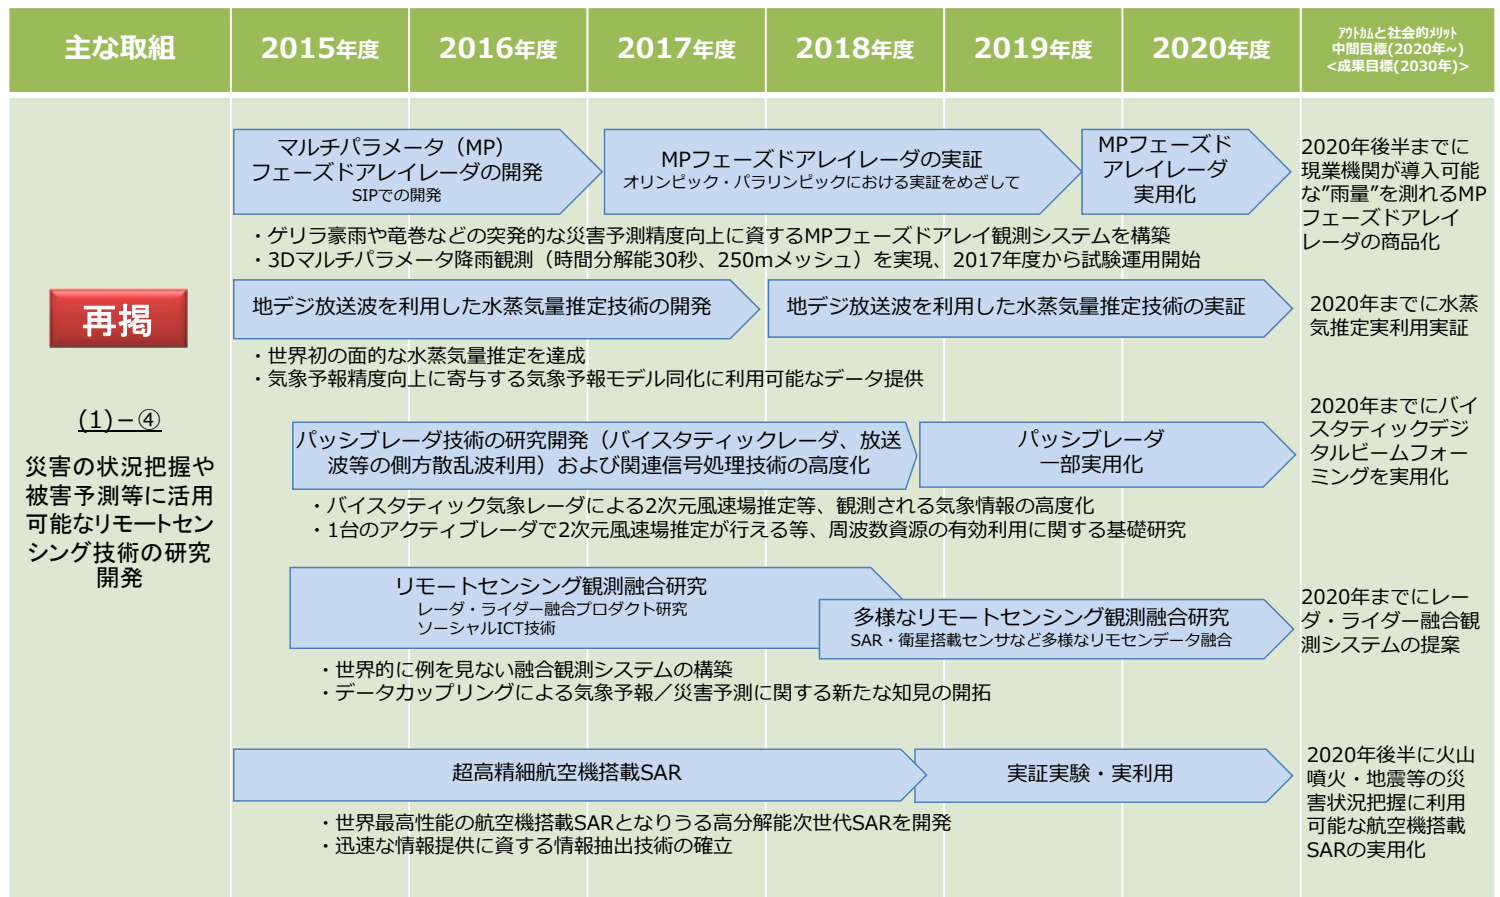 主な取組
2015年度
2016年度
2017年度
2018年度
2019年度
2020年度
ｱｳﾄｶﾑと社会的ﾒﾘｯﾄ
中間目標(2020年~)
<成果目標(2030年)>
再掲
(1)－④
災害の状況把握や
被害予測等に活用
可能なリモートセン
シング技術の研究
開発
マルチパラメータ（MP）
フェーズドアレイレーダの開発
SIPでの開発
MPフェーズドアレイレーダの実証
オリンピック・パラリンピックにおける実証をめざして
MPフェーズド
アレイレーダ
実用化
2020年後半までに
現業機関が導入可能
な”雨量”を測れるMP
フェーズドアレイ
レーダの商品化
・ゲリラ豪雨や竜巻などの突発的な災害予測精度向上に資するMPフェーズドアレイ観測システムを構築
・3Dマルチパラメータ降雨観測（時間分解能30秒、250mメッシュ）を実現、2017年度から試験運用開始
地デジ放送波を利用した水蒸気量推定技術の開発
地デジ放送波を利用した水蒸気量推定技術の実証
2020年までに水蒸
気推定実利用実証
・世界初の面的な水蒸気量推定を達成
・気象予報精度向上に寄与する気象予報モデル同化に利用可能なデータ提供
パッシブレーダ技術の研究開発（バイスタティックレーダ、放送
波等の側方散乱波利用）および関連信号処理技術の高度化
パッシブレーダ
一部実用化
2020年までにバイ
スタティックデジ
タルビームフォー
ミングを実用化
・バイスタティック気象レーダによる2次元風速場推定等、観測される気象情報の高度化
・1台のアクティブレーダで2次元風速場推定が行える等、周波数資源の有効利用に関する基礎研究
リモートセンシング観測融合研究
レーダ・ライダー融合プロダクト研究
ソーシャルICT技術
多様なリモートセンシング観測融合研究
SAR・衛星搭載センサなど多様なリモセンデータ融合
2020年までにレー
ダ・ライダー融合観
測システムの提案
・世界的に例を見ない融合観測システムの構築
・データカップリングによる気象予報／災害予測に関する新たな知見の開拓
超高精細航空機搭載SAR
実証実験・実利用
2020年後半に火山
噴火・地震等の災
害状況把握に利用
可能な航空機搭載
SARの実用化
・世界最高性能の航空機搭載SARとなりうる高分解能次世代SARを開発
・迅速な情報提供に資する情報抽出技術の確立